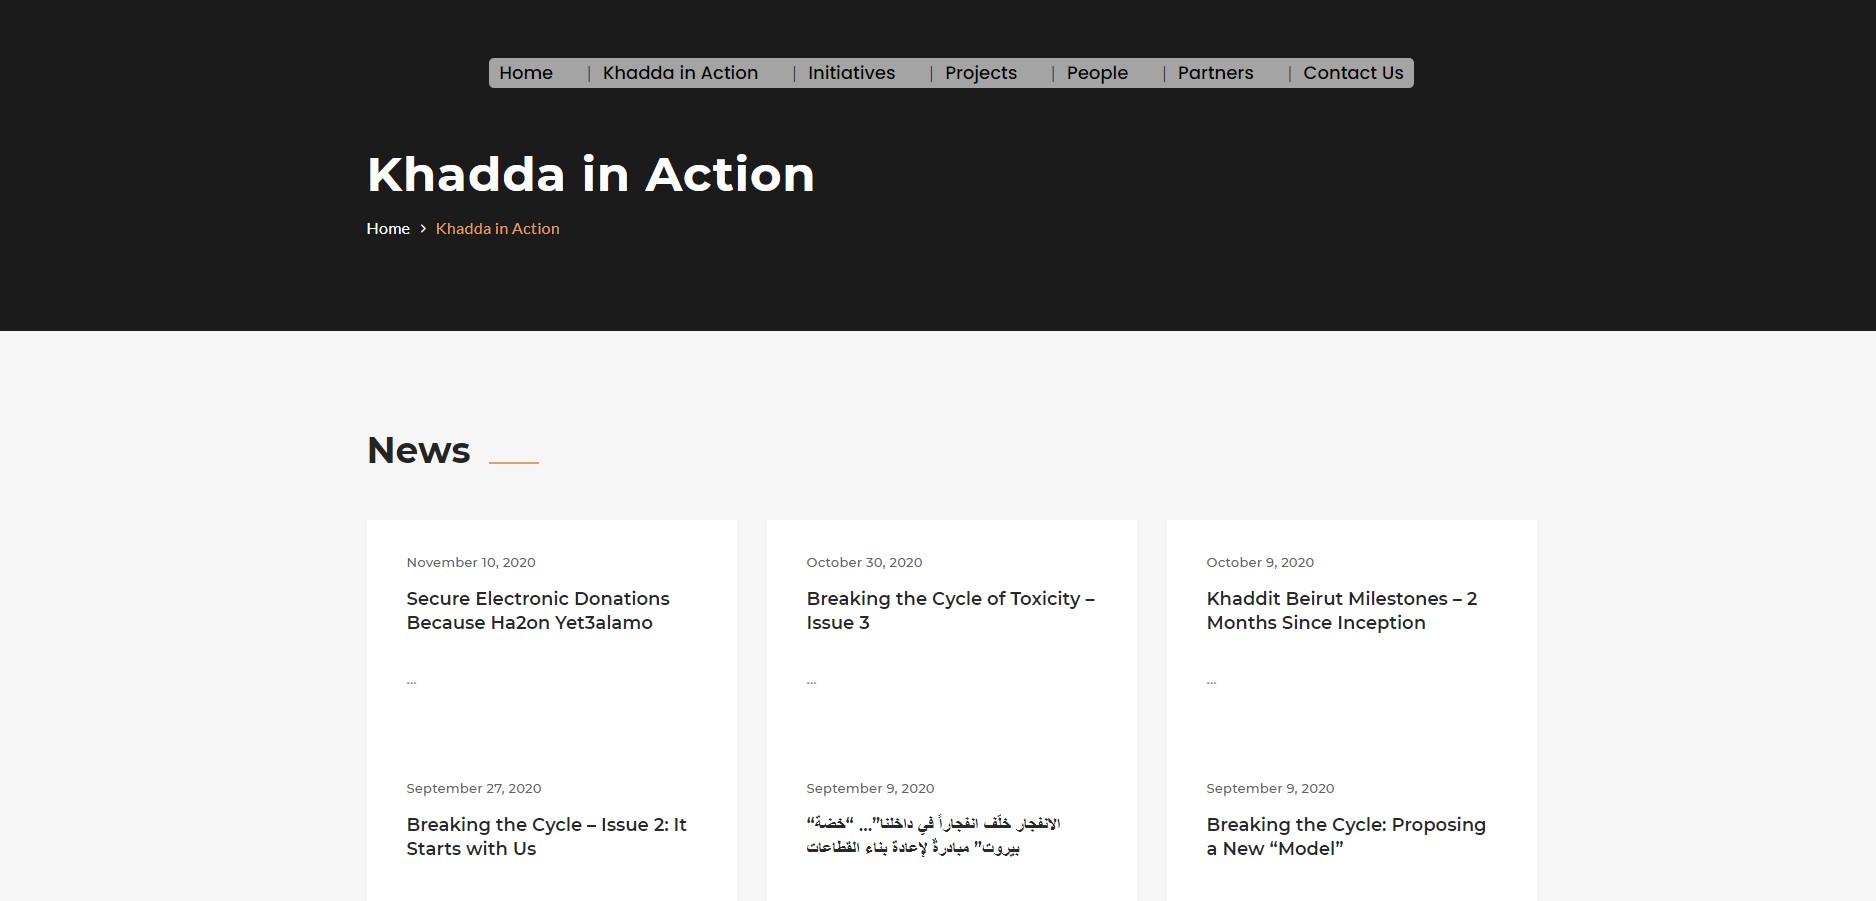 Home | Khadda in Action | Initiatives | Projects | People | Partners | Contact Us
Khadda in Action
Home › Khadda in Action
News
November 10, 2020
Secure Electronic Donations
Because Ha2on Yet3alamo
...
October 30, 2020
Breaking the Cycle of Toxicity –
Issue 3
...
October 9, 2020
Khaddit Beirut Milestones – 2
Months Since Inception
...
September 27, 2020
Breaking the Cycle – Issue 2: It
Starts with Us
September 9, 2020
الانفجار خلّف انفجاراً في داخلنا”… “خضة“
بيروت” مبادرةٌ لإعادة بناء القطاعات
September 9, 2020
Breaking the Cycle: Proposing
a New “Model”